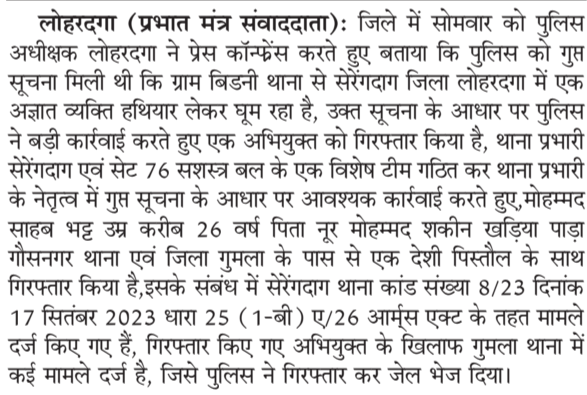 लोहरदगा (प्रभात मंत्र संवाददाता): जिले में सोमवार को पुलिस
अधीक्षक लोहरदगा ने प्रेस कॉन्फ्रेंस करते हुए बताया कि पुलिस को गुप्त
सूचना मिली थी कि ग्राम बिडनी थाना से सेरेंगदाग जिला लोहरदगा में एक
अज्ञात व्यक्ति हथियार लेकर घूम रहा है, उक्त सूचना के आधार पर पुलिस
ने बड़ी कार्रवाई करते हुए एक अभियुक्त को गिरफ्तार किया है, थाना प्रभारी
सेरेंगदाग एवं सेट 76 सशस्त्र बल के एक विशेष टीम गठित कर थाना प्रभारी
के नेतृत्व में गुप्त सूचना के आधार पर आवश्यक कार्रवाई करते हुए,मोहम्मद
साहब भट्ट उम्र करीब 26 वर्ष पिता नूर मोहम्मद शकीन खड़िया पाड़ा
गौसनगर थाना एवं जिला गुमला के पास से एक देशी पिस्तौल के साथ
गिरफ्तार किया है,इसके संबंध में सेरेंगदाग थाना कांड संख्या 8/23 दिनांक
17 सितंबर 2023 धारा 25 (1-बी) ए/26 आर्म्स एक्ट के तहत मामले
दर्ज किए गए हैं, गिरफ्तार किए गए अभियुक्त के खिलाफ गुमला थाना में
कई मामले दर्ज है, जिसे पुलिस ने गिरफ्तार कर जेल भेज दिया।